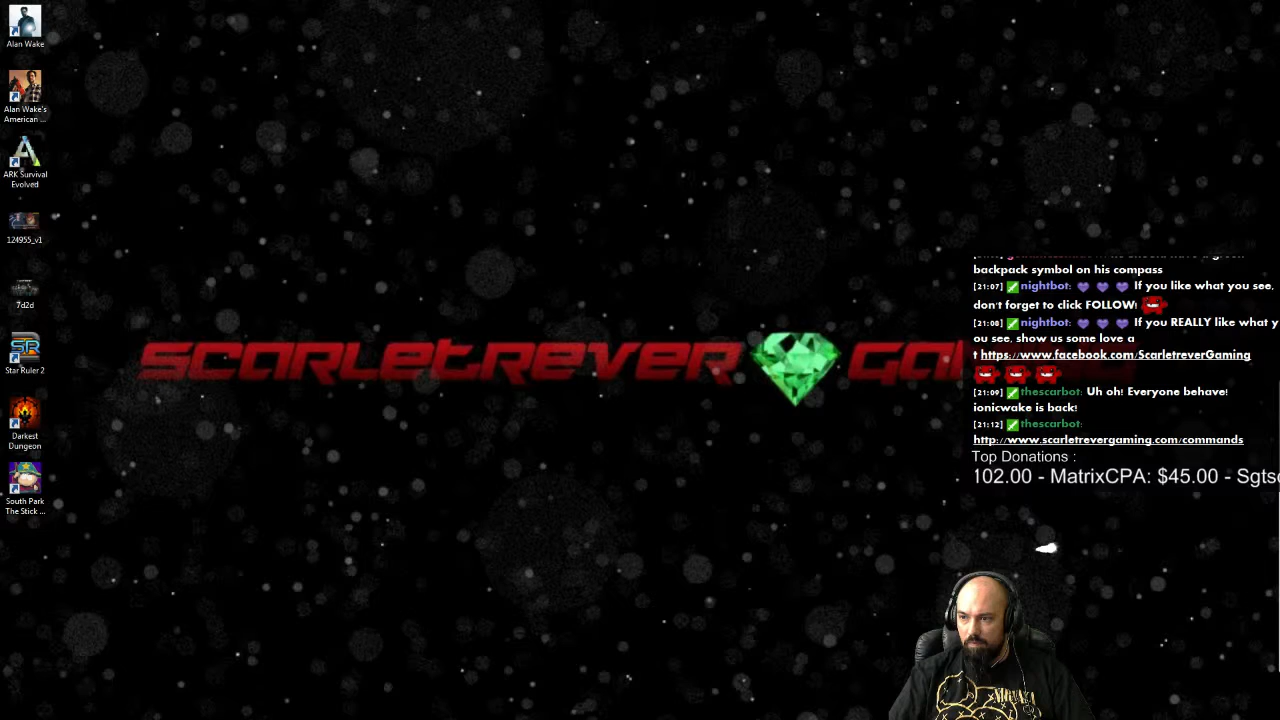 Alan Wake
Alan Wake's
American ...
ARK Survival
Evolved
124955_v1
7d2d
Star Ruler 2
Darkest
Dungeon
South Park
The Stick ...
SCARLETREVER GA
backpack symbol on his compass
[21:07] nightbot: If you like what you see,
don't forget to click FOLLOW!
[21:08] nightbot: If you REALLY like what y
ou see, show us some love a
t https://www.facebook.com/ScarletreverGaming
[21:09] thescarbot: Uh oh! Everyone behave!
ionicwake is back!
[21:12] thescarbot:
http://www.scarletrevergaming.com/commands
Top Donations :
102.00 - MatrixCPA: $45.00 - Sgtsc
NIRVANA